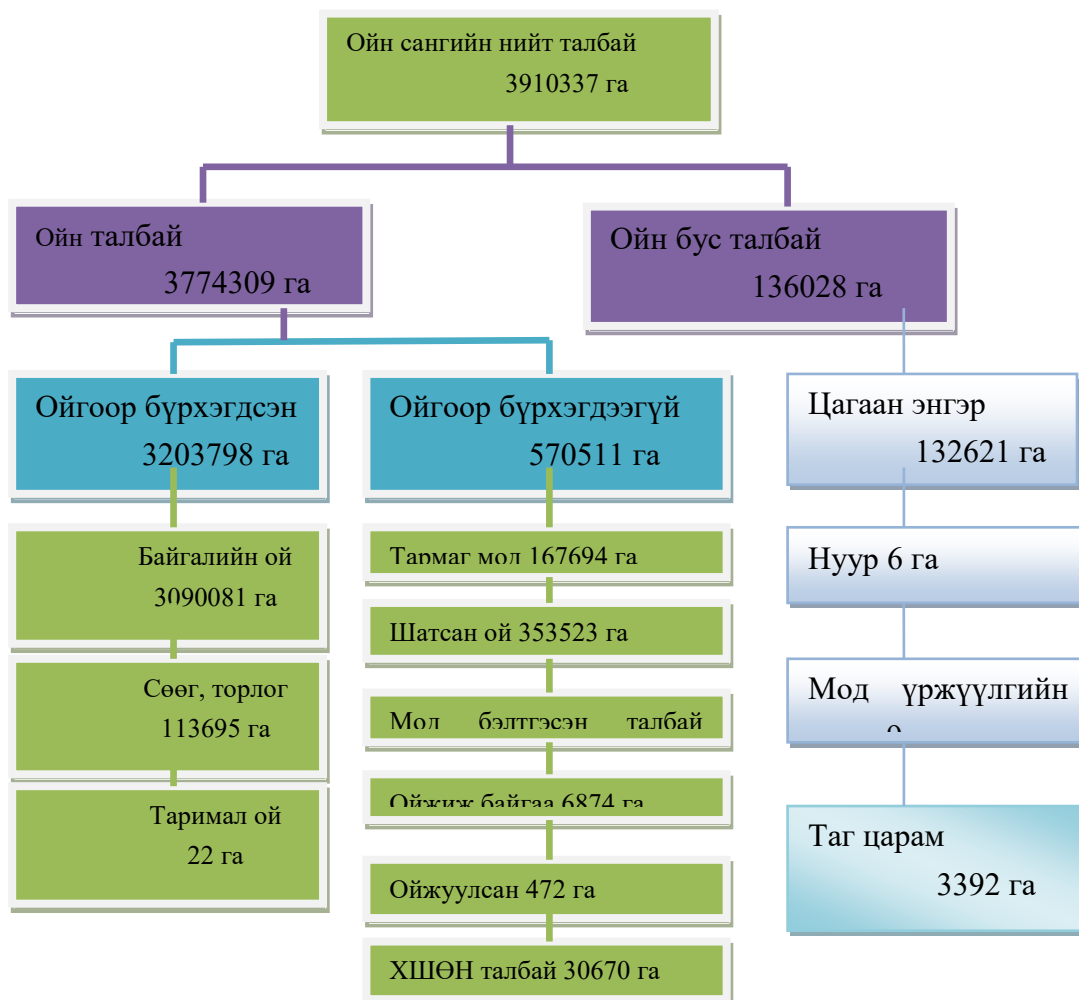 Ойн сангийн нийт талбай
3910337 га
Ойн талбай
3774309 га
Ойн бус талбай
136028 га
Ойгоор бүрхэгдсэн
3203798 га
Ойгоор бүрхэгдээгүй
570511 га
Цагаан энгэр
132621 га
Байгалийн ой
3090081 га
Сөөг, торлог
113695 га
Таримал ой
22 га
Тармаг мод 167694 га
Шатсан ой 353523 га
Мод бэлтгэсэн талбай
Ойжиж байгаа 6874 га
Ойжуулсан 472 га
ХШӨН талбай 30670 га
Нуур 6 га
Мод үржүүлгийн
Таг царам
3392 га